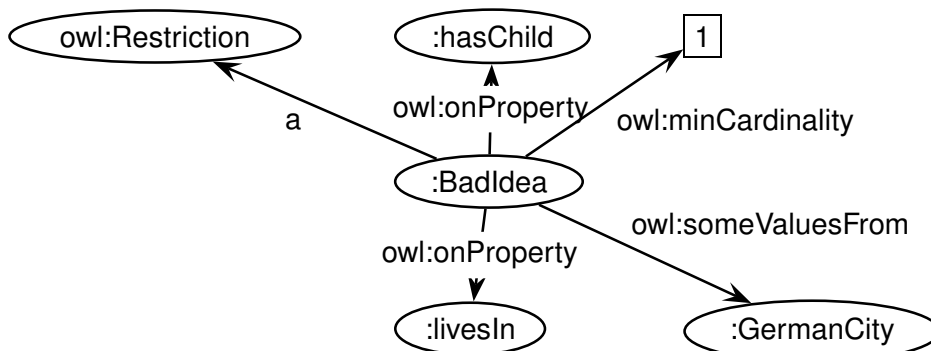 owl:Restriction
:hasChild
1
owl:onProperty
a
owl:minCardinality
:BadIdea
owl:someValuesFrom
owl:onProperty
:livesIn
:GermanCity